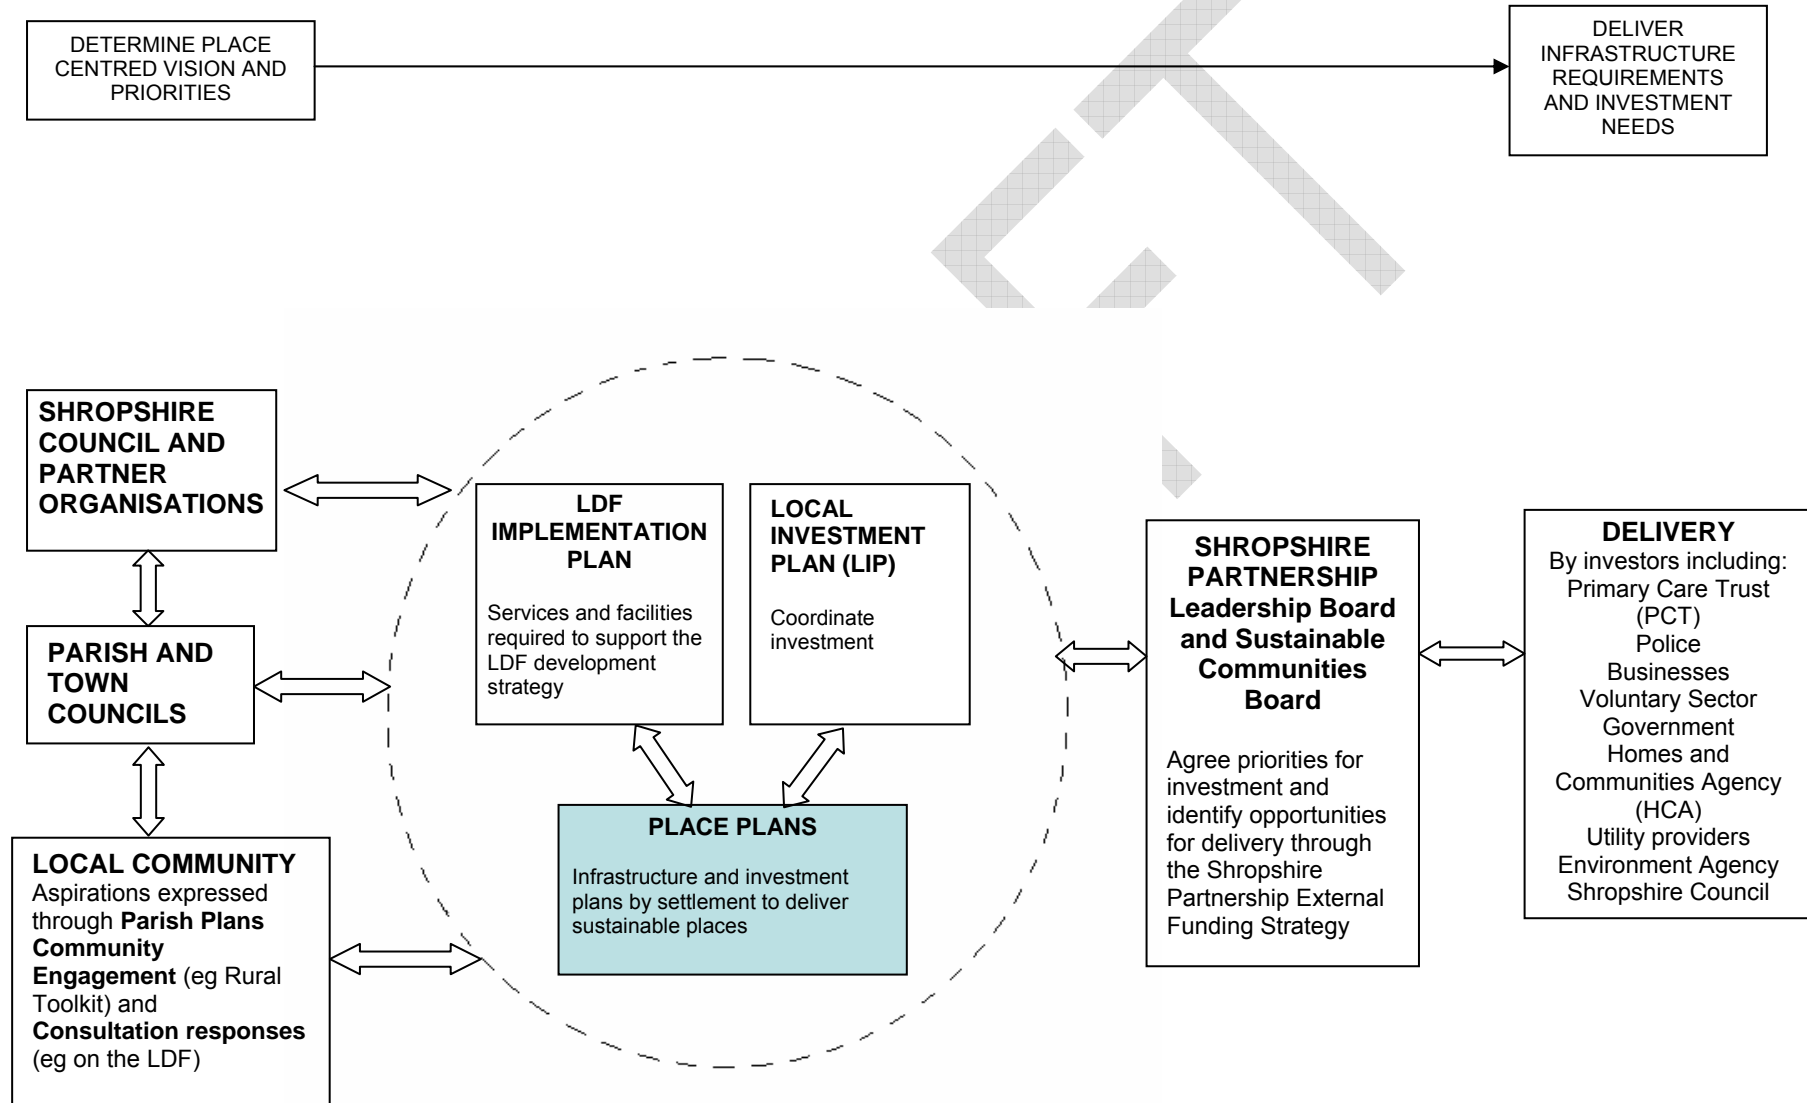 DETERMINE PLACE
CENTRED VISION AND
PRIORITIES
DELIVER
INFRASTRUCTURE
REQUIREMENTS
AND INVESTMENT
NEEDS
SHROPSHIRE
COUNCIL AND
PARTNER
ORGANISATIONS
PARISH AND
TOWN
COUNCILS
LOCAL COMMUNITY
Aspirations expressed
through Parish Plans
Community
Engagement (eg Rural
Toolkit) and
Consultation responses
(eg on the LDF)
LDF
IMPLEMENTATION
PLAN
Services and facilities
required to support the
LDF development
strategy
LOCAL
INVESTMENT
PLAN (LIP)
Coordinate
investment
PLACE PLANS
Infrastructure and investment
plans by settlement to deliver
sustainable places
SHROPSHIRE
PARTNERSHIP
Leadership Board
and Sustainable
Communities
Board
Agree priorities for
investment and
identify opportunities
for delivery through
the Shropshire
Partnership External
Funding Strategy
DELIVERY
By investors including:
Primary Care Trust
(PCT)
Police
Businesses
Voluntary Sector
Government
Homes and
Communities Agency
(HCA)
Utility providers
Environment Agency
Shropshire Council